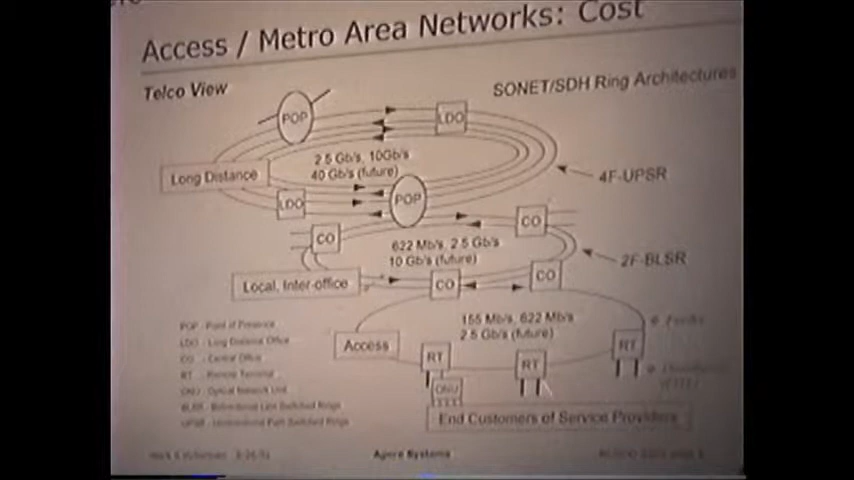 Access / Metro Area Networks: Cost
Telco View
SONET/SDH Ring Architectures
POP
LDO
2.5 Gb/s, 10Gb/s
40 Gb/s (future)
Long Distance
4F-UPSR
LDO
POP
CO
CO
622 Mb/s, 2.5 Gb/s
10 Gb/s (future)
2F-BLSR
Local, Inter-office
CO
CO
155 Mb/s, 622 Mb/s
2.5 Gb/s (future)
POP - Point of Presence
LDO - Long Distance Office
CO - Central Office
RT - Remote Terminal
ONU - Optical Network Unit
BLSR - Bidirectional Line Switched Rings
UPSR - Unidirectional Path Switched Rings
Access
RT
RT
RT
ONU
End Customers of Service Providers
Agere Systems